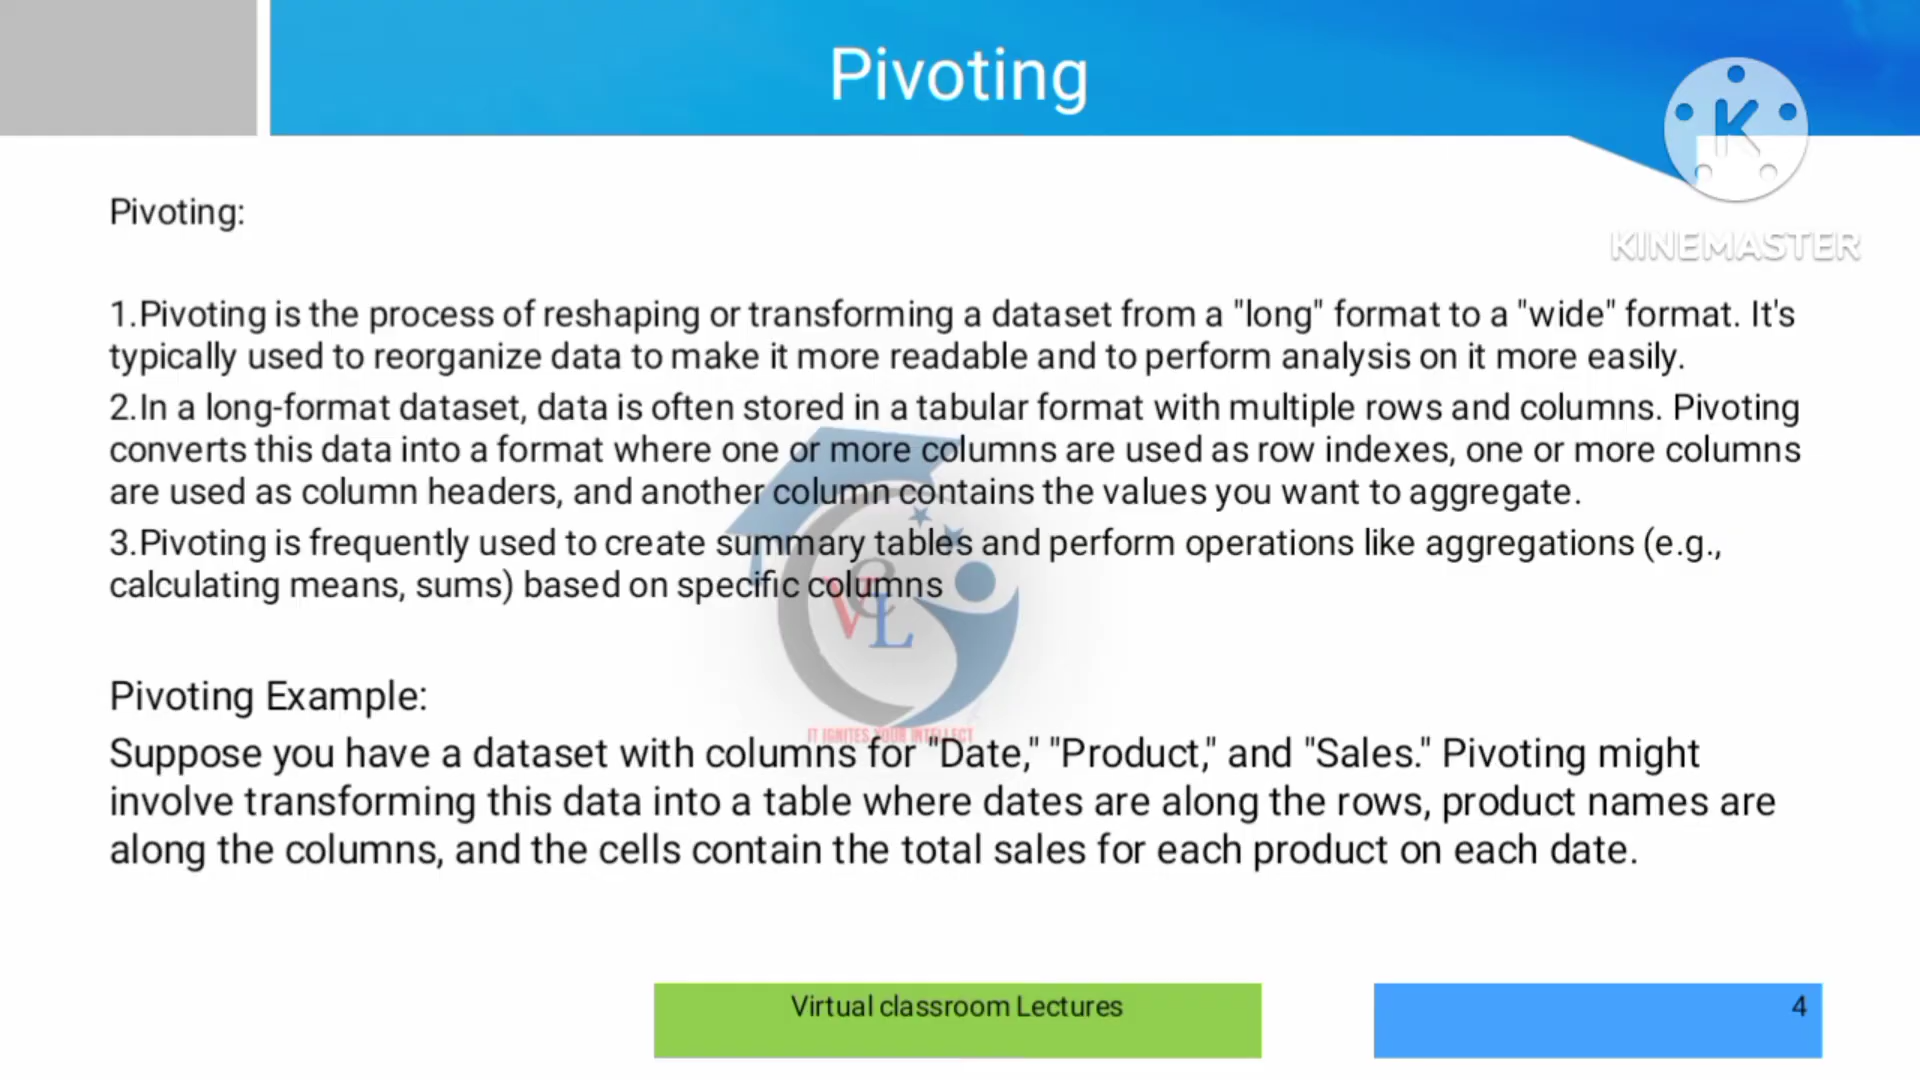 Pivoting
K
KINEMASTER
Pivoting:
1.Pivoting is the process of reshaping or transforming a dataset from a "long" format to a "wide" format. It's
typically used to reorganize data to make it more readable and to perform analysis on it more easily.
2.In a long-format dataset, data is often stored in a tabular format with multiple rows and columns. Pivoting
converts this data into a format where one or more columns are used as row indexes, one or more columns
are used as column headers, and another column contains the values you want to aggregate.
3.Pivoting is frequently used to create summary tables and perform operations like aggregations (e.g.,
calculating means, sums) based on specific columns
VCL
IT IGNITES YOUR INTELLECT
Pivoting Example:
Suppose you have a dataset with columns for "Date," "Product," and "Sales." Pivoting might
involve transforming this data into a table where dates are along the rows, product names are
along the columns, and the cells contain the total sales for each product on each date.
Virtual classroom Lectures
4